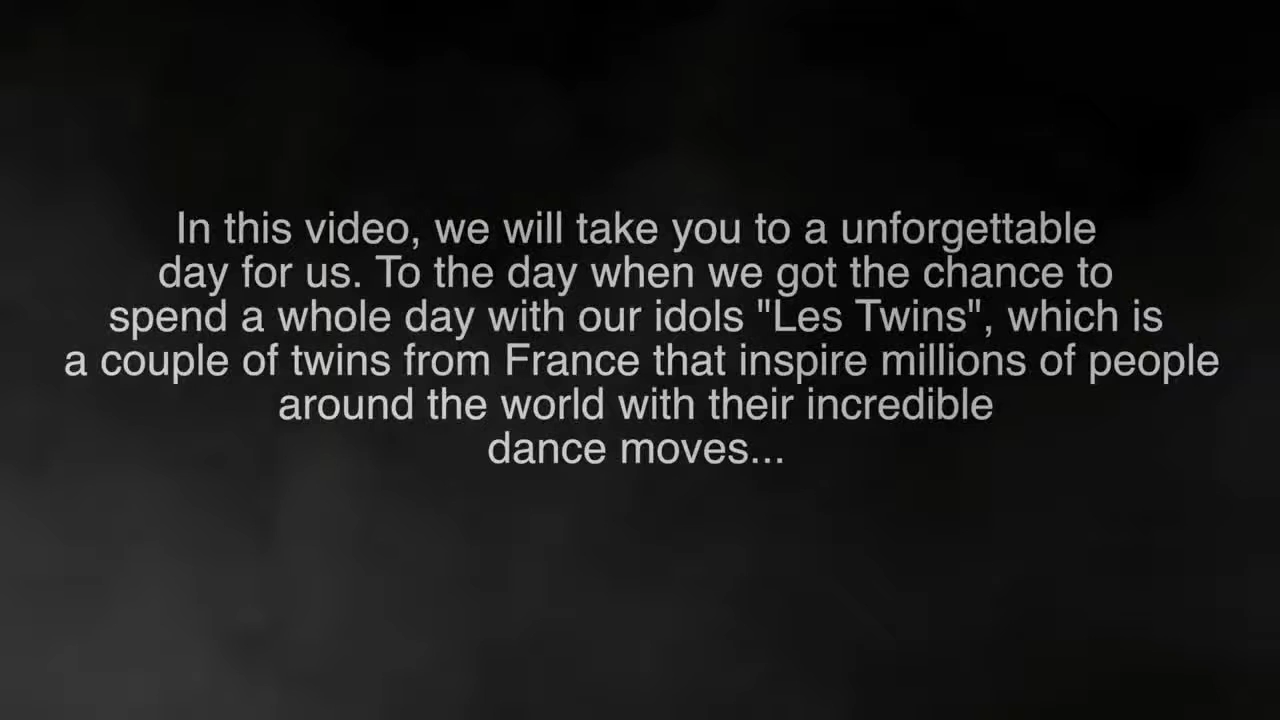 In this video, we will take you to a unforgettable
day for us. To the day when we got the chance to
spend a whole day with our idols "Les Twins", which is
a couple of twins from France that inspire millions of people
around the world with their incredible
dance moves...